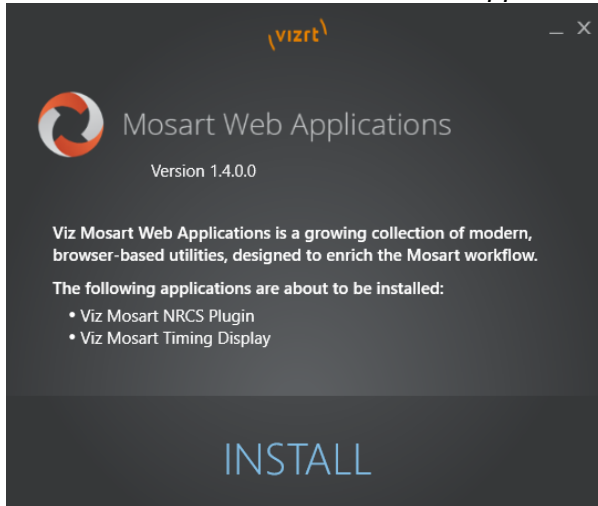 vizrt
Mosart Web Applications
Version 1.4.0.0
Viz Mosart Web Applications is a growing collection of modern,
browser-based utilities, designed to enrich the Mosart workflow.
The following applications are about to be installed:
• Viz Mosart NRCS Plugin
• Viz Mosart Timing Display
INSTALL